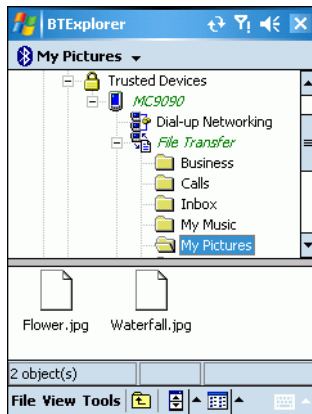 BTExplorer
My Pictures
Trusted Devices
MC9090
Dial-up Networking
File Transfer
Business
Calls
Inbox
My Music
My Pictures
Flower.jpg Waterfall.jpg
2 object(s)
File View Tools